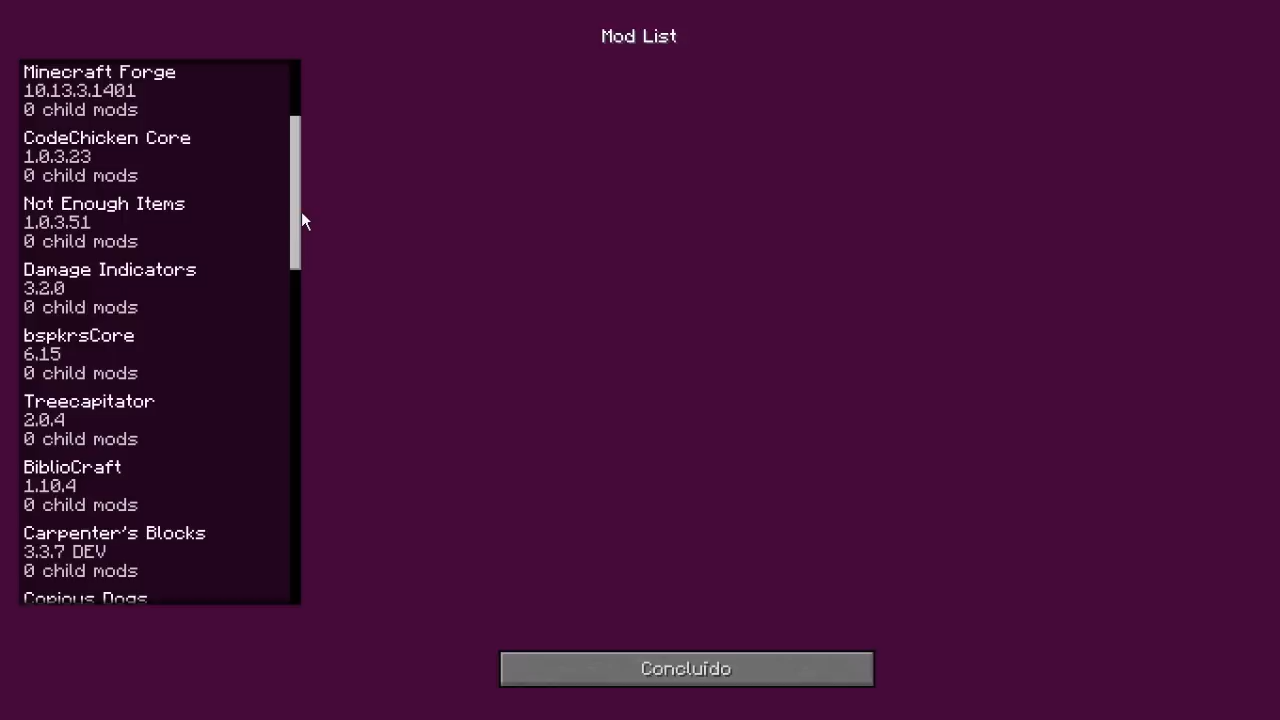 Mod List
Minecraft Forge
10.13.3.1401
0 child mods
CodeChicken Core
1.0.3.23
0 child mods
Not Enough Items
1.0.3.51
0 child mods
Damage Indicators
3.2.0
0 child mods
bspkrsCore
6.15
0 child mods
Treecapitator
2.0.4
0 child mods
BiblioCraft
1.10.4
0 child mods
Carpenter's Blocks
3.3.7 DEV
0 child mods
Copious Dogs
Concluído